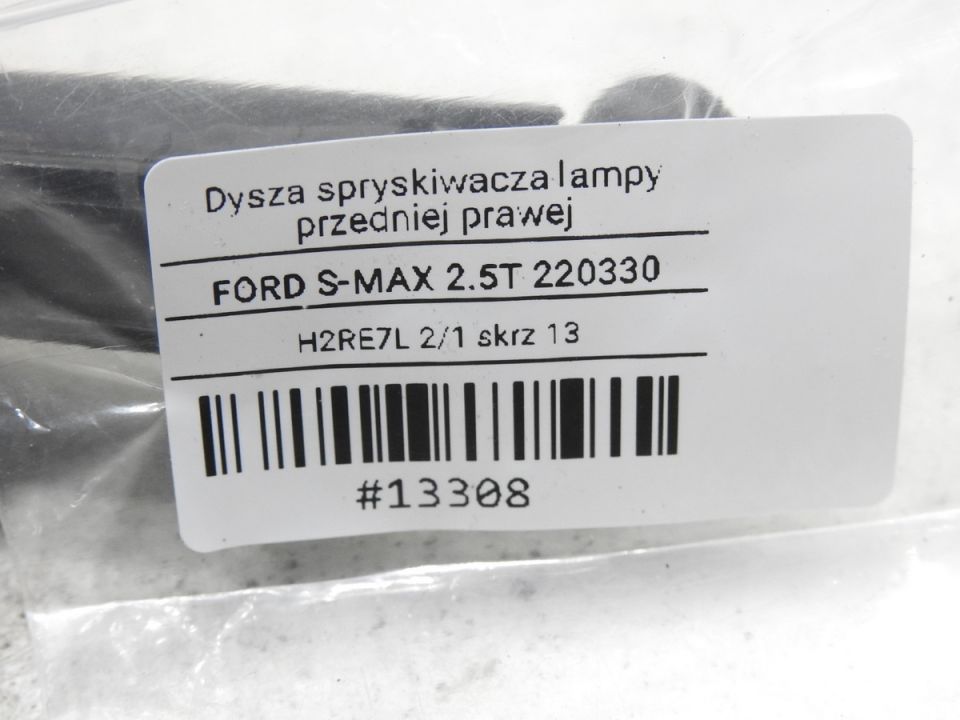 Dysza spryskiwacza lampy
przedniej prawej
FORD S-MAX 2.5T 220330
H2RE7L 2/1 skrz 13
#13308